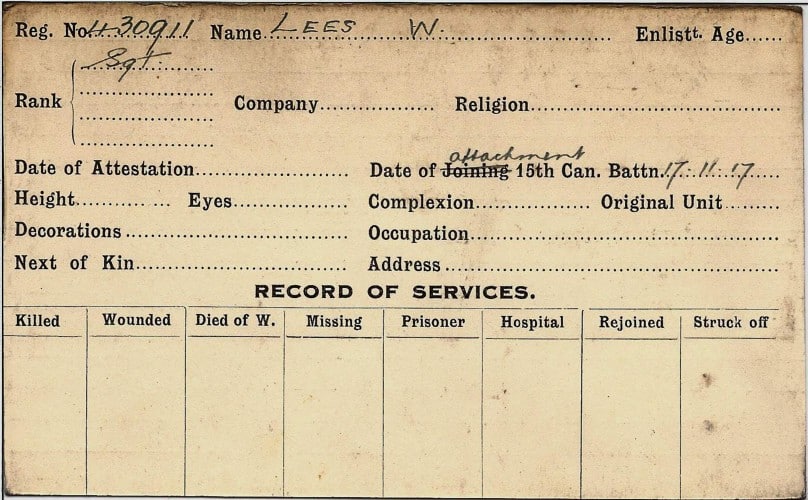 Reg. No. 430911 Name LEES W. Enlistt. Age
Sgt.
Rank Company Religion
attachment
Date of Attestation Date of Joining 15th Can. Battn. 17.11.17
Height Eyes Complexion Original Unit
Decorations Occupation
Next of Kin Address
RECORD OF SERVICES.
Killed Wounded Died of W. Missing Prisoner Hospital Rejoined Struck off